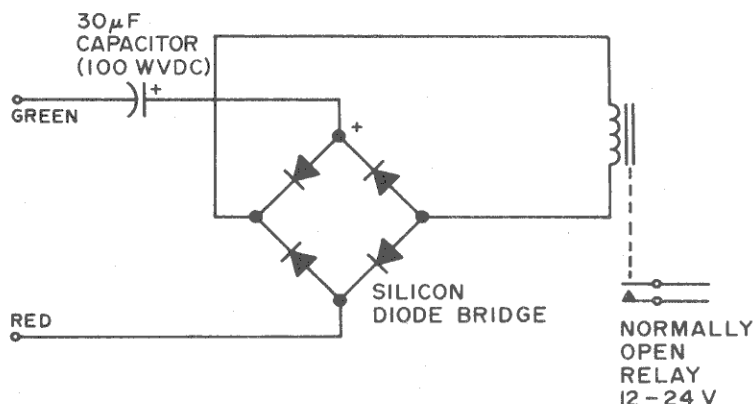 30µF
CAPACITOR
(100 WVDC)
+
GREEN
+
RED
SILICON
DIODE BRIDGE
NORMALLY
OPEN
RELAY
12-24 V